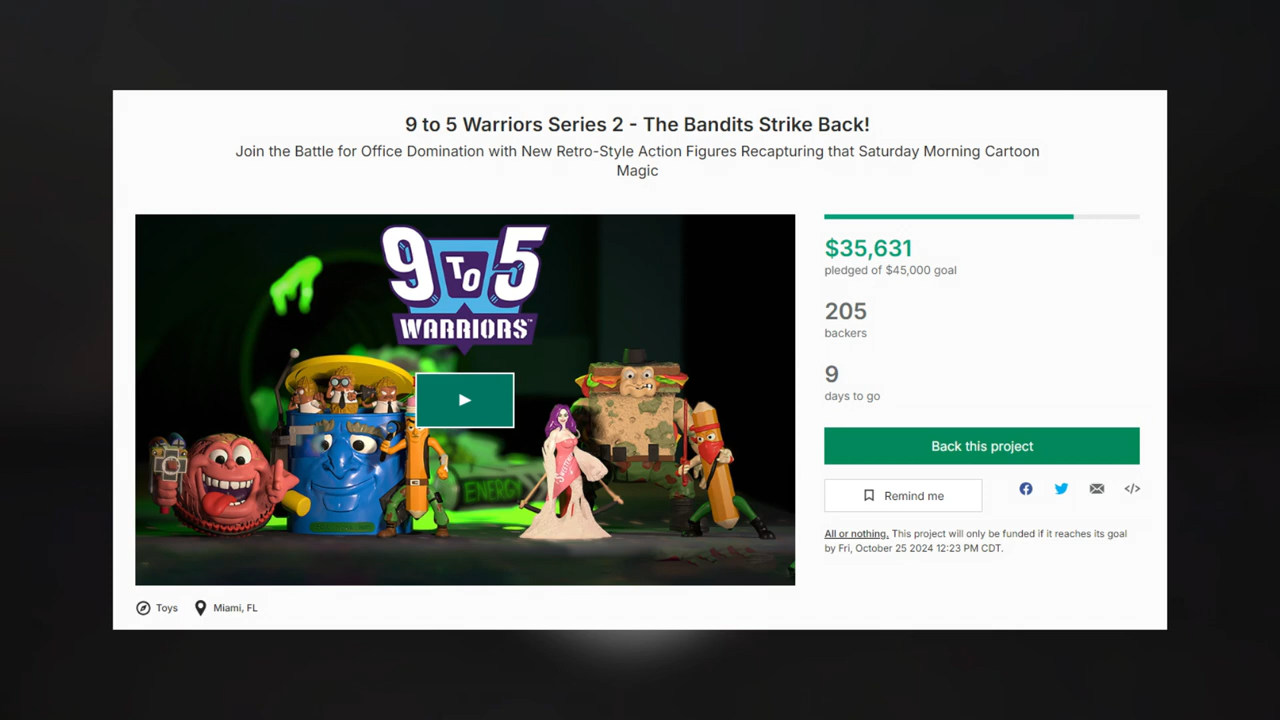 9 to 5 Warriors Series 2 - The Bandits Strike Back!
Join the Battle for Office Domination with New Retro-Style Action Figures Recapturing that Saturday Morning Cartoon
Magic
9 TO 5
WARRIORS™
ENERGY
SWEETEN
$35,631
pledged of $45,000 goal
205
backers
9
days to go
Back this project
Remind me
All or nothing. This project will only be funded if it reaches its goal
by Fri, October 25 2024 12:23 PM CDT.
Toys
Miami, FL